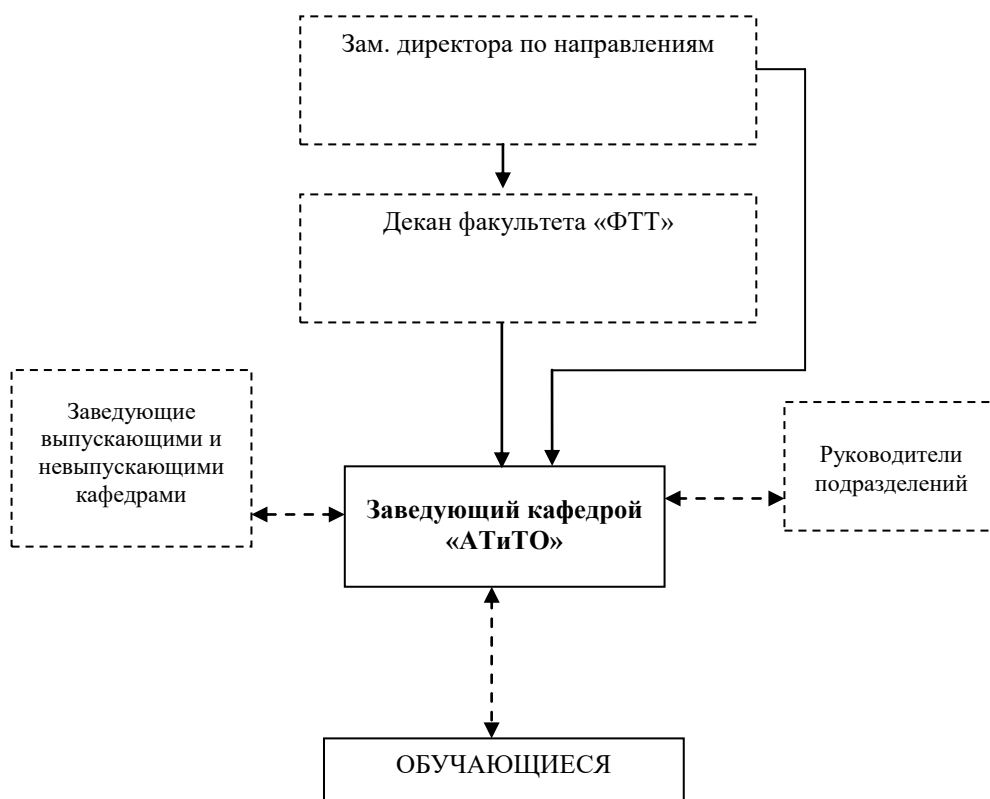 Зам. директора по направлениям
Декан факультета «ФТТ»
Заведующие
выпускающими и
невыпускающими
кафедрами
Руководители
подразделений
Заведующий кафедрой
«АТиТО»
ОБУЧАЮЩИЕСЯ